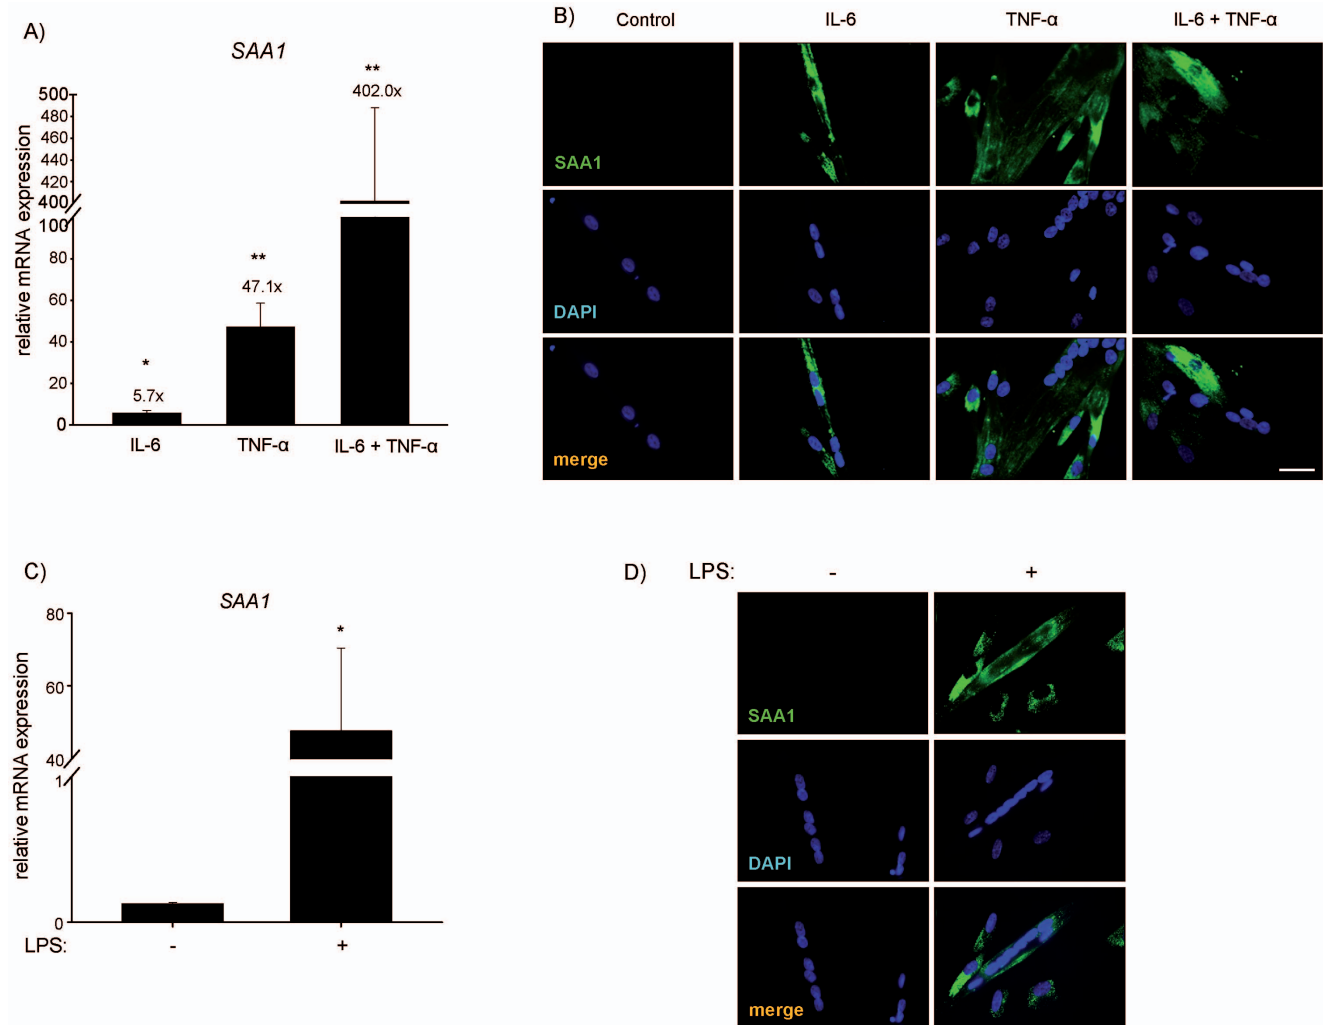 A)
SAA1
relative mRNA expression
500
480
460
440
420
400
100
80
60
40
20
0
*
5.7x
**
47.1x
**
402.0x
IL-6
TNF-α
IL-6 + TNF-α
B)
Control
IL-6
TNF-α
IL-6 + TNF-α
SAA1
DAPI
merge
C)
SAA1
relative mRNA expression
80
60
40
1
0
*
LPS:
-
+
D)
LPS:
-
+
SAA1
DAPI
merge